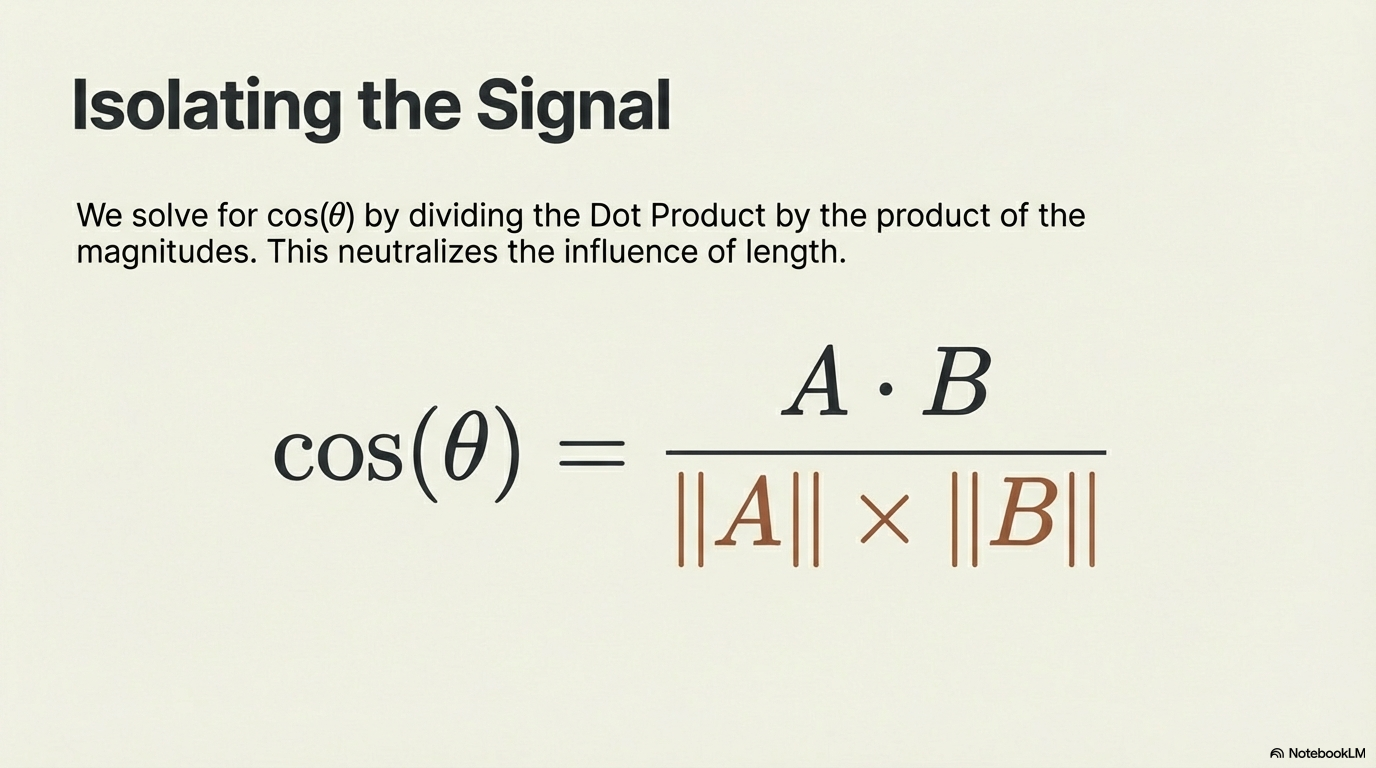 Isolating the Signal
We solve for cos(θ) by dividing the Dot Product by the product of the
magnitudes. This neutralizes the influence of length.
A · B
cos(θ) =
||A|| × ||B||
NotebookLM